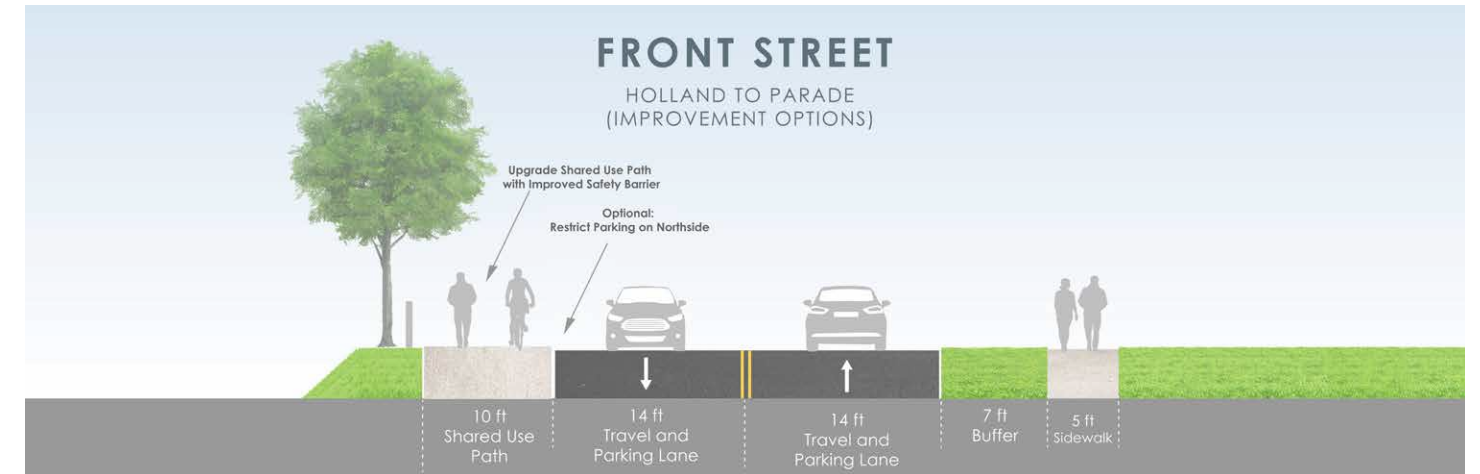 FRONT STREET
HOLLAND TO PARADE
(IMPROVEMENT OPTIONS)
Upgrade Shared Use Path
with Improved Safety Barrier
Optional:
Restrict Parking on Northside
10 ft
Shared Use
Path
14 ft
Travel and
Parking Lane
14 ft
Travel and
Parking Lane
7 ft
Buffer
5 ft
Sidewalk